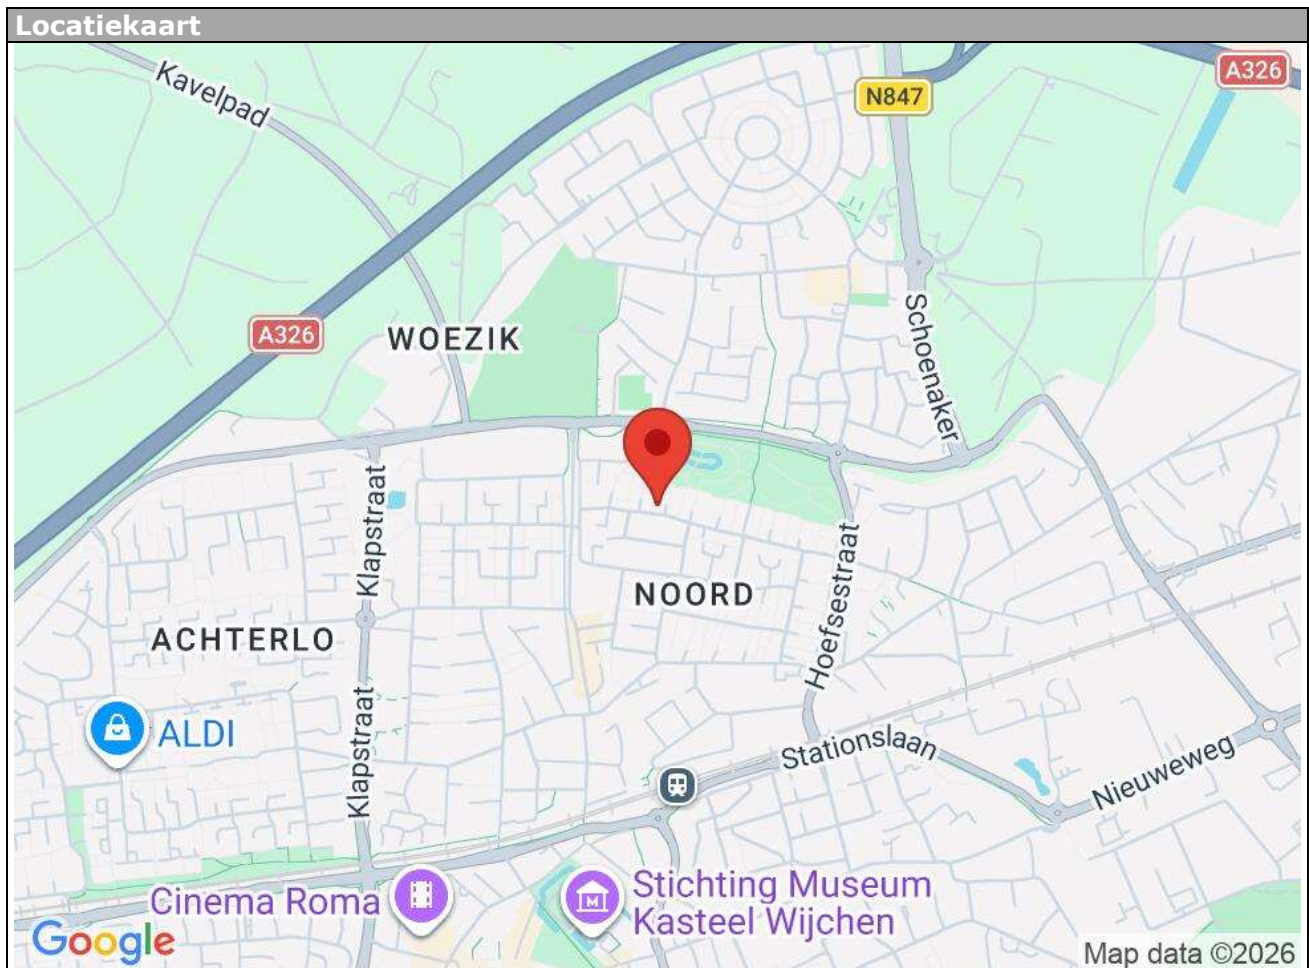 Locatiekaart
Kavelpad
A326
N847
A326
WOEZIK
Schoenaker
Klapstraat
Hoefsestraat
NOORD
ACHTERLO
Klapstraat
ALDI
Stationslaan
Nieuweweg
Cinema Roma
Stichting Museum
Kasteel Wijchen
Google
Map data ©2026